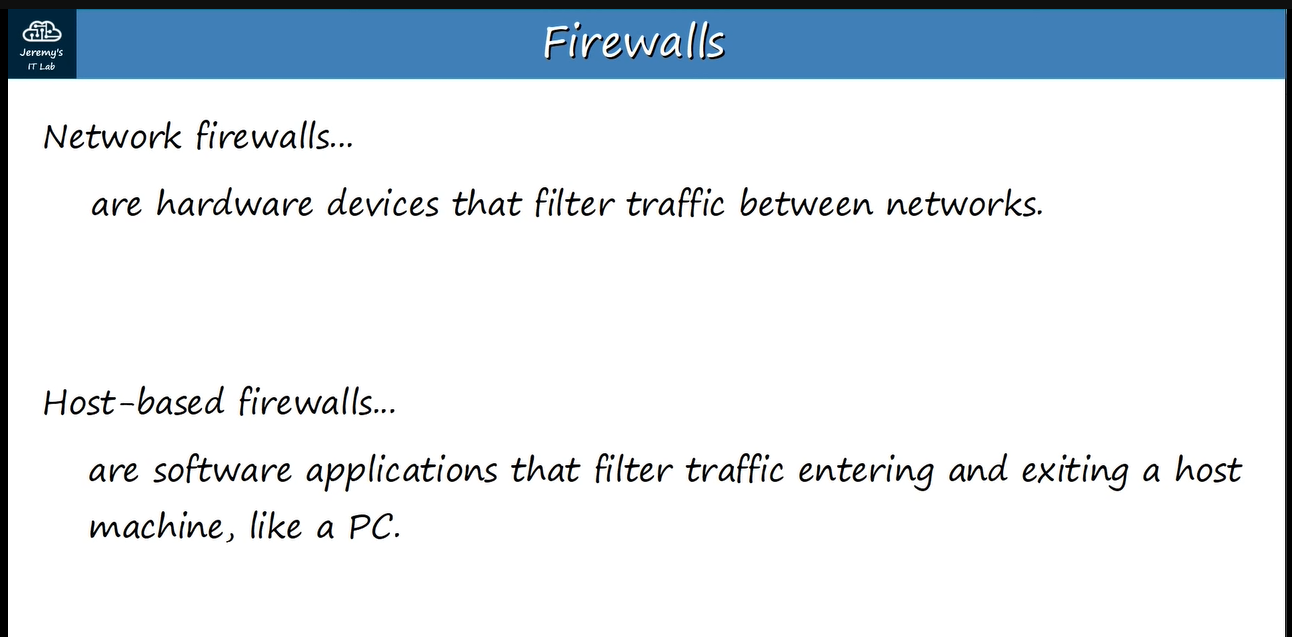 Jeremy's
IT Lab
Firewalls
Network firewalls...
are hardware devices that filter traffic between networks.
Host-based firewalls...
are software applications that filter traffic entering and exiting a host
machine, like a PC.